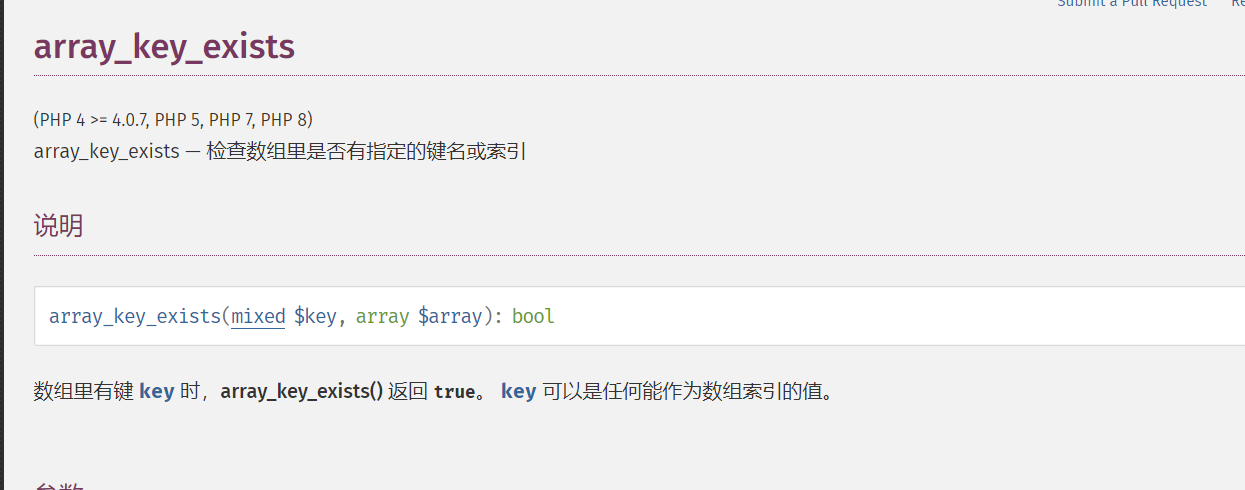 Submit a Pull Request
array_key_exists
(PHP 4 >= 4.0.7, PHP 5, PHP 7, PHP 8)
array_key_exists — 检查数组里是否有指定的键名或索引
说明
array_key_exists(mixed $key, array $array): bool
数组里有键 key 时，array_key_exists() 返回 true。 key 可以是任何能作为数组索引的值。
参数